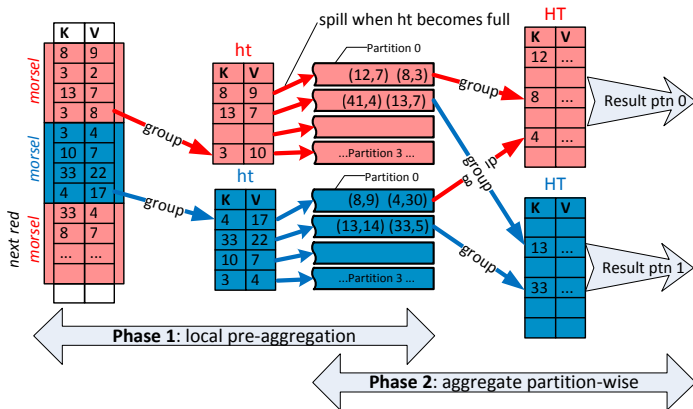 K V
8 9
3 2
13 7
3 8
3 4
10 7
33 22
4 17
33 4
8 7
... ...
morsel
morsel
next red
morsel
group
group
ht
K V
8 9
13 7
3 10
ht
K V
4 17
33 22
10 7
3 4
spill when ht becomes full
Partition 0
(12,7) (8,3)
(41,4) (13,7)
...Partition 3 ...
Partition 0
(8,9) (4,30)
(13,14) (33,5)
...Partition 3 ...
group
group
group
HT
K V
12 ...
8 ...
4 ...
HT
K V
13 ...
33 ...
Result ptn 0
Result ptn 1
Phase 1: local pre-aggregation
Phase 2: aggregate partition-wise